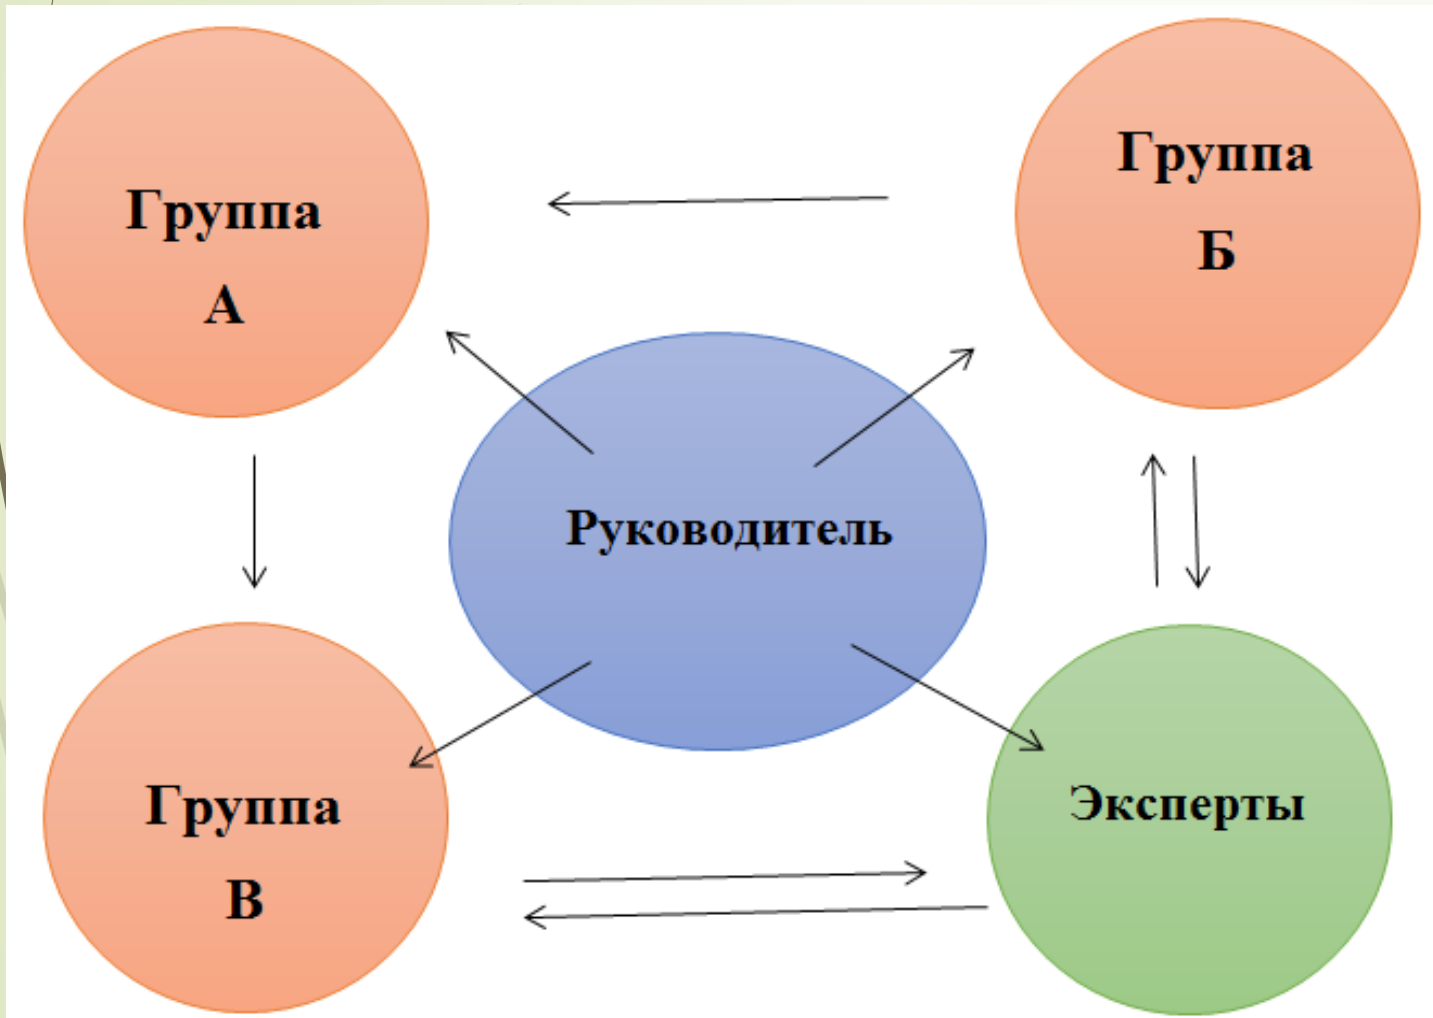 Группа
А
Группа
Б
Руководитель
Группа
В
Эксперты